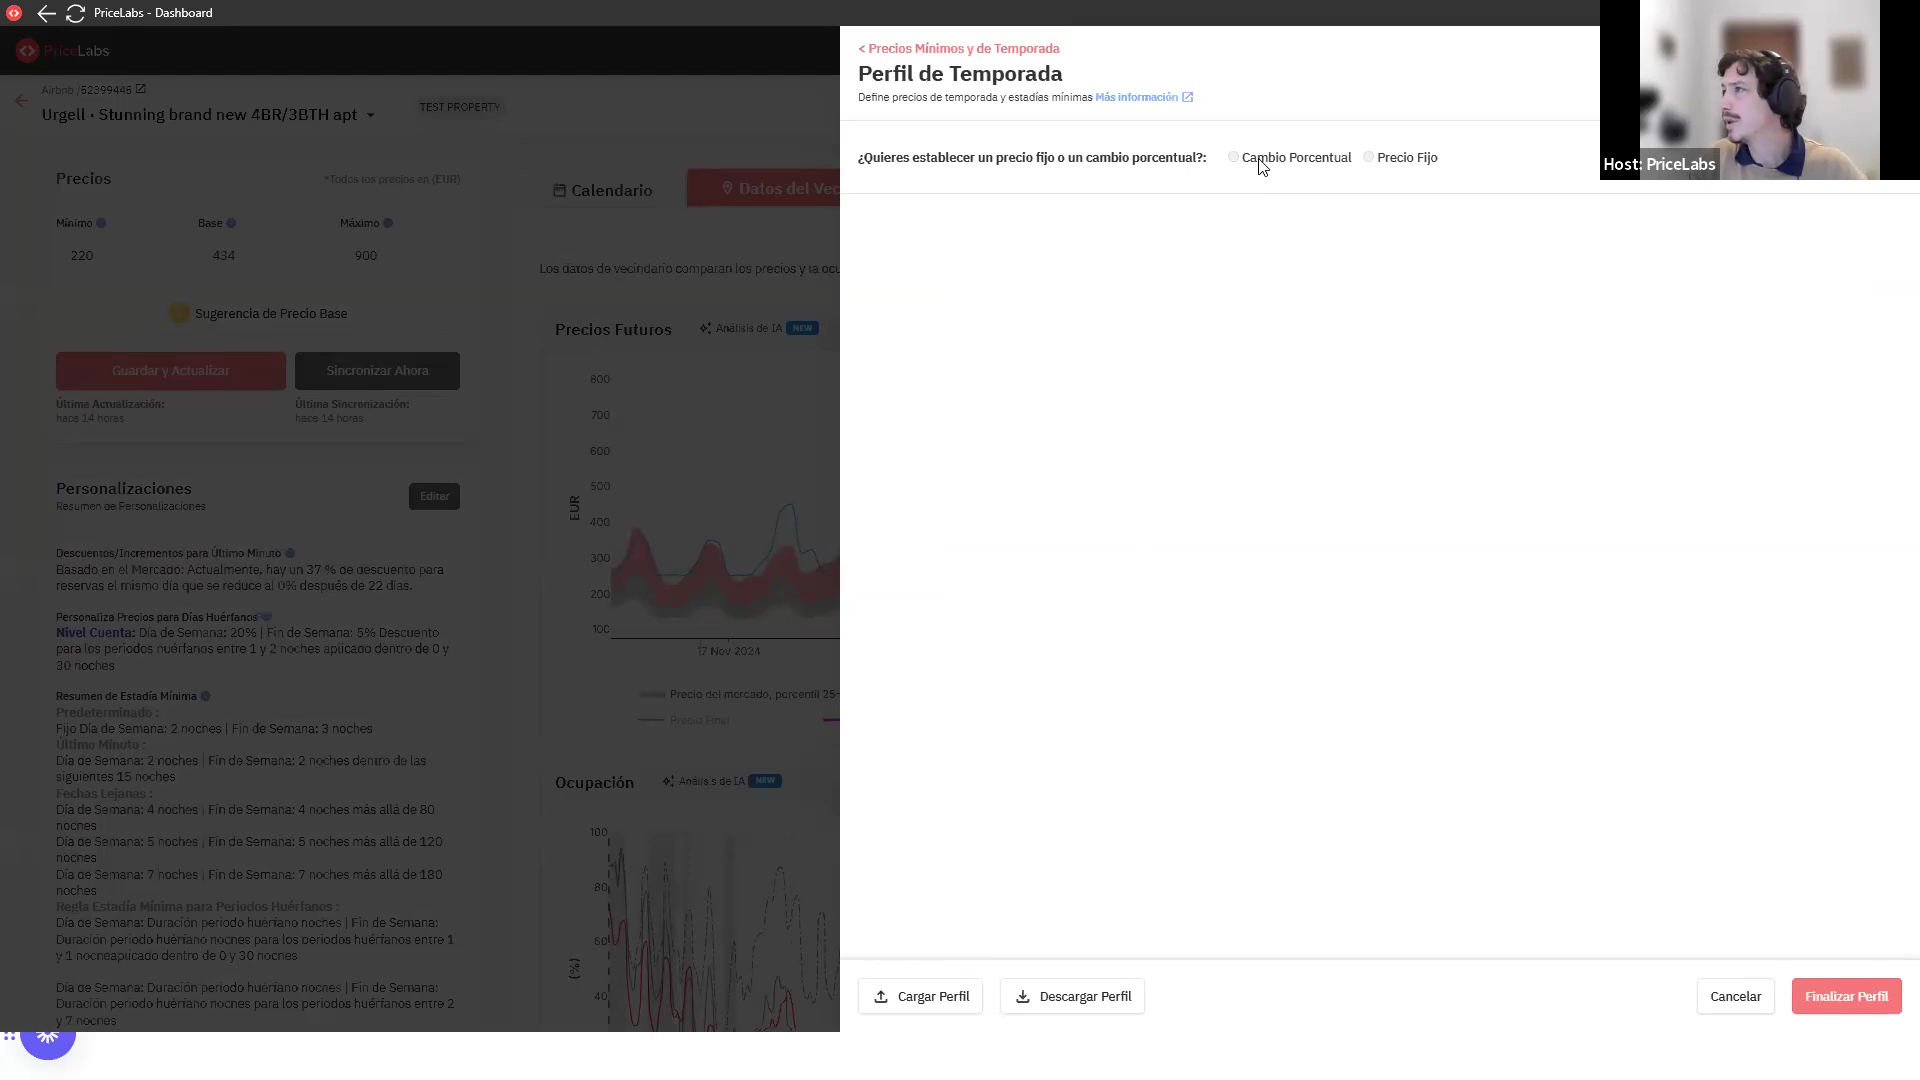 PriceLabs - Dashboard
PriceLabs
Airbnb /52399446
Urgell · Stunning brand new 4BR/3BTH apt
TEST PROPERTY
Precios
*Todos los precios en (EUR)
Mínimo
Base
Máximo
220
434
900
Sugerencia de Precio Base
Guardar y Actualizar
Sincronizar Ahora
Última Actualización:
hace 14 horas
Última Sincronización:
hace 14 horas
Personalizaciones
Resumen de Personalizaciones
Editar
Descuentos/Incrementos para Último Minuto
Basado en el Mercado: Actualmente, hay un 37 % de descuento para
reservas el mismo día que se reduce al 0% después de 22 días.
Personaliza Precios para Días Huérfanos
Nivel Cuenta: Día de Semana: 20% | Fin de Semana: 5% Descuento
para los periodos huérfanos entre 1 y 2 noches aplicado dentro de 0 y
30 noches
Resumen de Estadía Mínima
Predeterminado :
Fijo Día de Semana: 2 noches | Fin de Semana: 3 noches
Último Minuto :
Día de Semana: 2 noches | Fin de Semana: 2 noches dentro de las
siguientes 15 noches
Fechas Lejanas :
Día de Semana: 4 noches | Fin de Semana: 4 noches más allá de 80
noches
Día de Semana: 5 noches | Fin de Semana: 5 noches más allá de 120
noches
Día de Semana: 7 noches | Fin de Semana: 7 noches más allá de 180
noches
Regla Estadía Mínima para Periodos Huérfanos :
Día de Semana: Duración periodo huérfano noches | Fin de Semana:
Duración periodo huérfano noches para los periodos huérfanos entre 1
y 1 nocheaplicado dentro de 0 y 30 noches
Día de Semana: Duración periodo huérfano noches | Fin de Semana:
Duración periodo huérfano noches para los periodos huérfanos entre 2
y 7 noches
Calendario
Datos del Vec
Los datos de vecindario comparan los precios y la ocu
Precios Futuros
Análisis de IA
NEW
800
700
600
500
400
300
200
100
EUR
17 Nov 2024
Precio del mercado, percentil 25-
Precio Final
Ocupación
Análisis de IA
NEW
100
80
60
40
(%)
< Precios Mínimos y de Temporada
Perfil de Temporada
Define precios de temporada y estadías mínimas Más información
¿Quieres establecer un precio fijo o un cambio porcentual?:
Cambio Porcentual
Precio Fijo
Host: PriceLabs
Cargar Perfil
Descargar Perfil
Cancelar
Finalizar Perfil